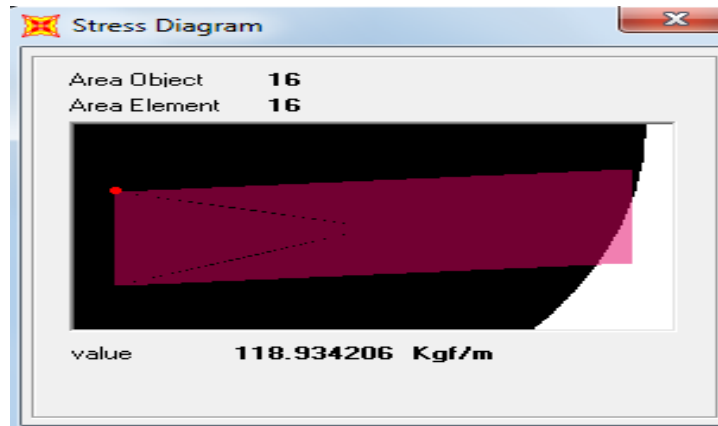 Stress Diagram
Area Object 16
Area Element 16
value 118.934206 Kgf/m